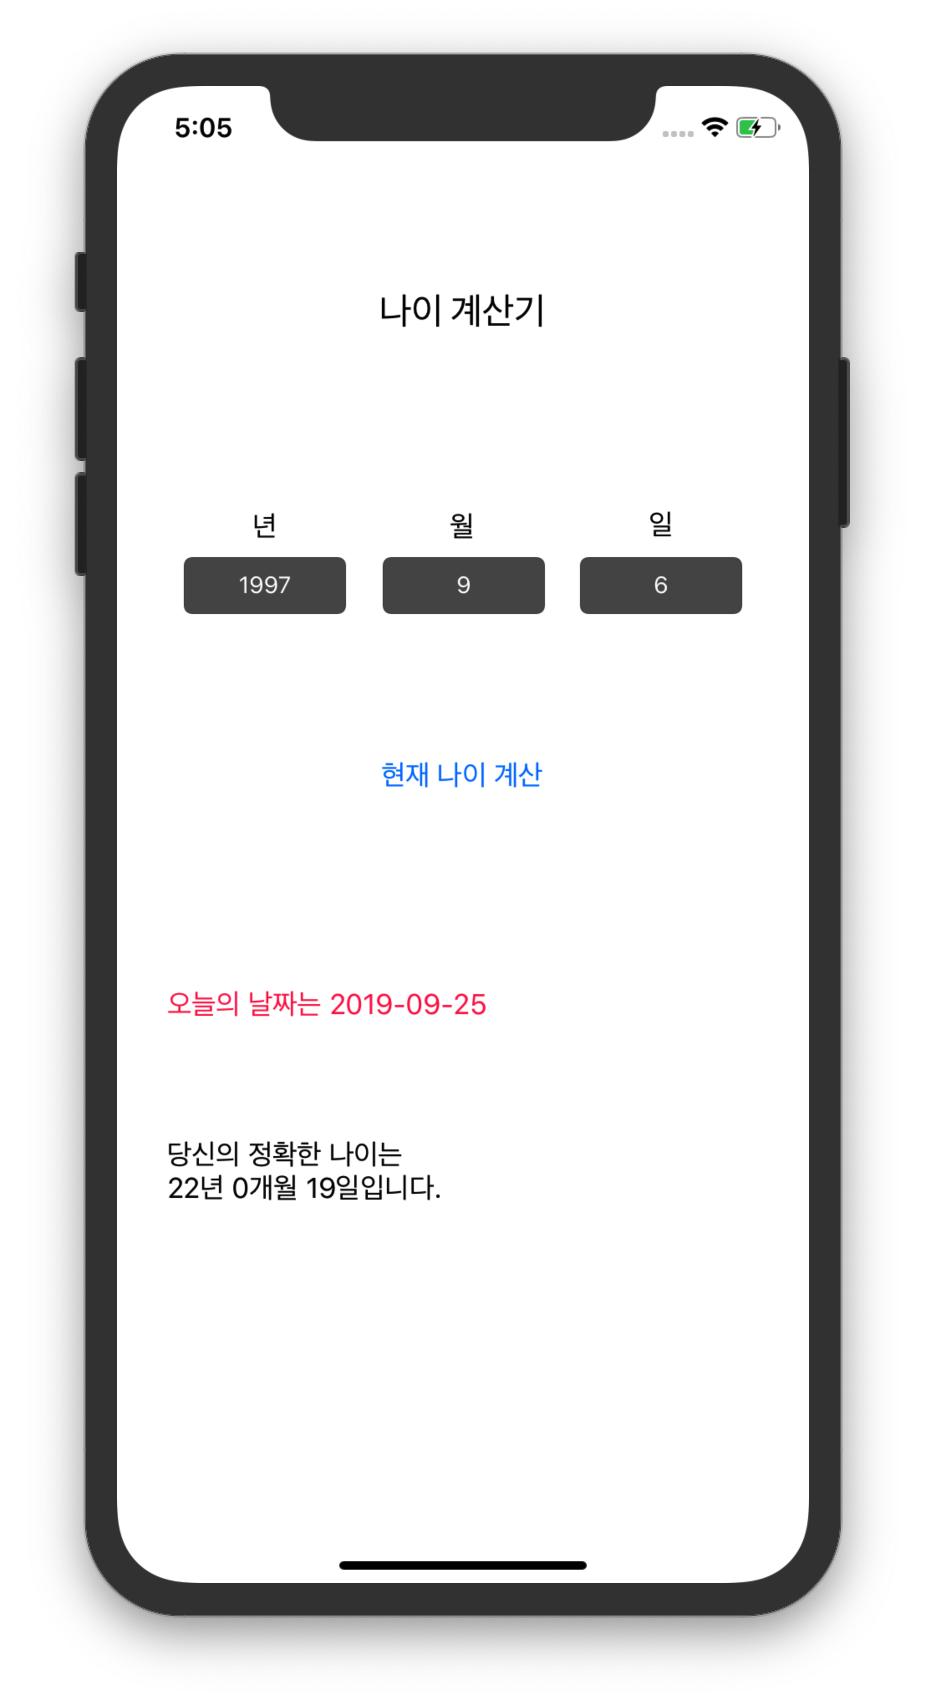 5:05
나이 계산기
년 월 일
1997 9 6
현재 나이 계산
오늘의 날짜는 2019-09-25
당신의 정확한 나이는
22년 0개월 19일입니다.